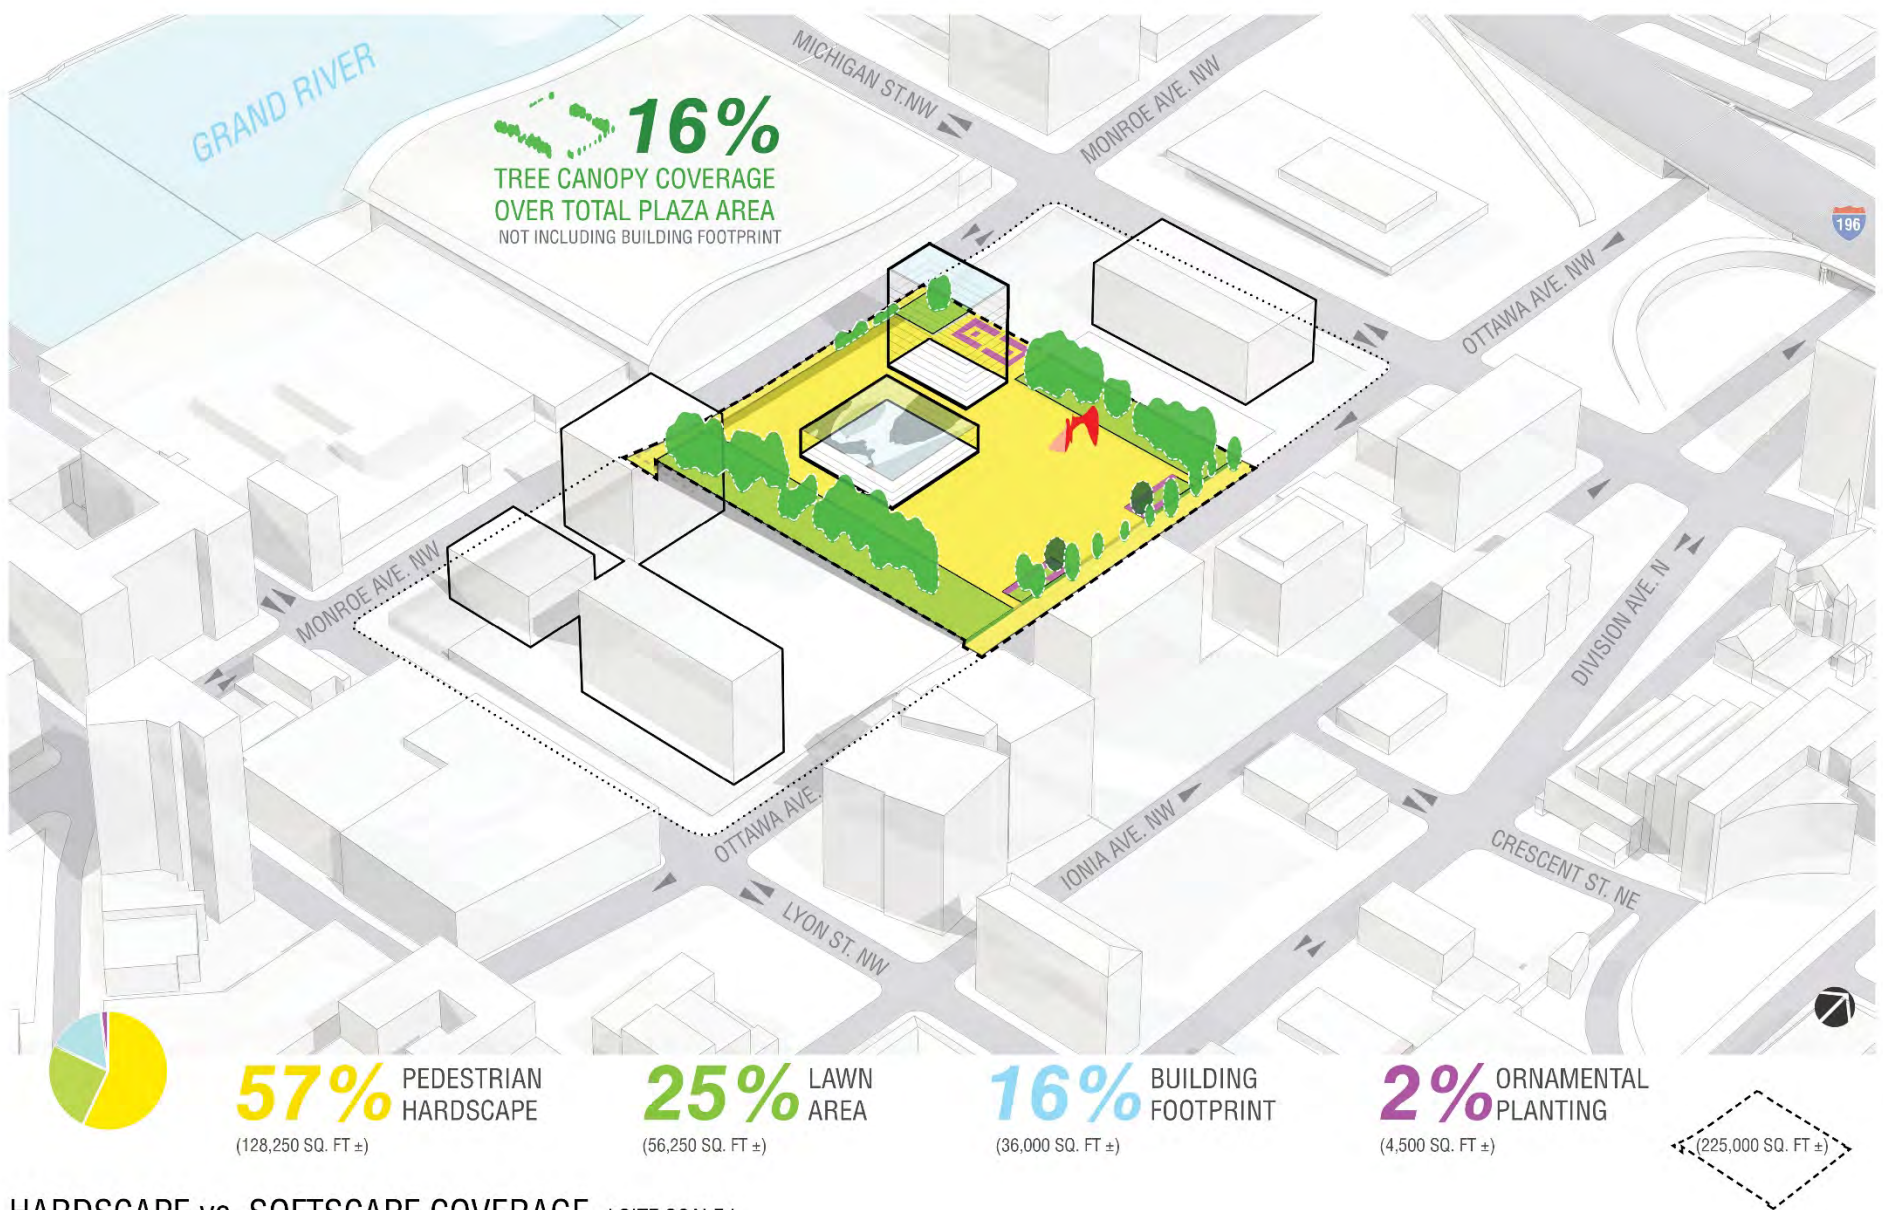 GRAND RIVER
MICHIGAN ST.NW
MONROE AVE. NW
16%
TREE CANOPY COVERAGE
OVER TOTAL PLAZA AREA
NOT INCLUDING BUILDING FOOTPRINT
196
OTTAWA AVE. NW
MONROE AVE. NW
DIVISION AVE. N
OTTAWA AVE.
IONIA AVE. NW
CRESCENT ST. NE
LYON ST. NW
57% PEDESTRIAN
HARDSCAPE
(128,250 SQ. FT ±)
25% LAWN
AREA
(56,250 SQ. FT ±)
16% BUILDING
FOOTPRINT
(36,000 SQ. FT ±)
2% ORNAMENTAL
PLANTING
(4,500 SQ. FT ±)
(225,000 SQ. FT ±)
HARDSCAPE vs. SOFTSCAPE COVERAGE